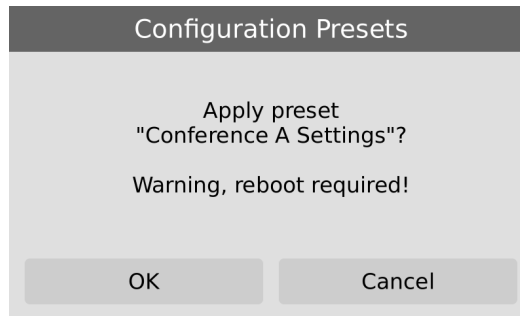 Configuration Presets
Apply preset
"Conference A Settings"?
Warning, reboot required!
OK
Cancel